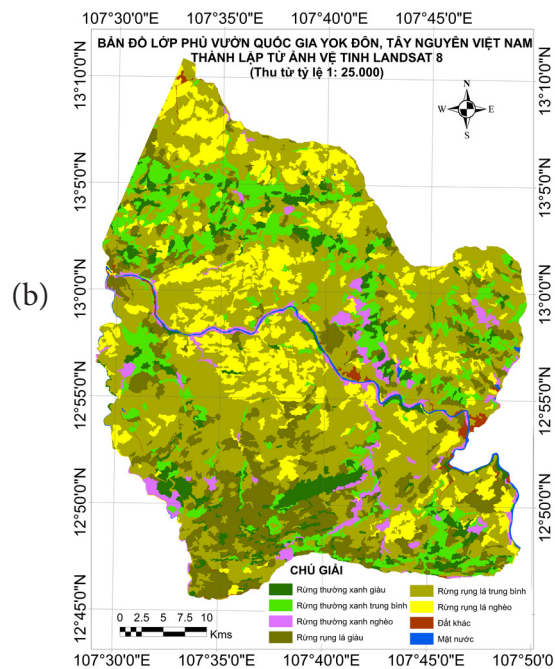 107°30'0"E 107°35'0"E 107°40'0"E 107°45'0"E
BẢN ĐỒ LỚP PHỦ VƯỜN QUỐC GIA YOK ĐÔN, TÂY NGUYÊN VIỆT NAM
THÀNH LẬP TỪ ẢNH VỆ TINH LANDSAT 8
(Thu từ tỷ lệ 1: 25.000)
N
W E
S
13°10'0"N 13°10'0"N
13°5'0"N 13°5'0"N
(b)
13°0'0"N 13°0'0"N
12°55'0"N 12°55'0"N
12°50'0"N 12°50'0"N
12°45'0"N
CHÚ GIẢI
Rừng thường xanh giàu
Rừng thường xanh trung bình
Rừng thường xanh nghèo
Rừng rụng lá giàu
Rừng rụng lá trung bình
Rừng rụng lá nghèo
Đất khác
Mặt nước
0 2.5 5 7.5 10
Kms
107°30'0"E 107°35'0"E 107°40'0"E 107°45'0"E 107°50'0"E